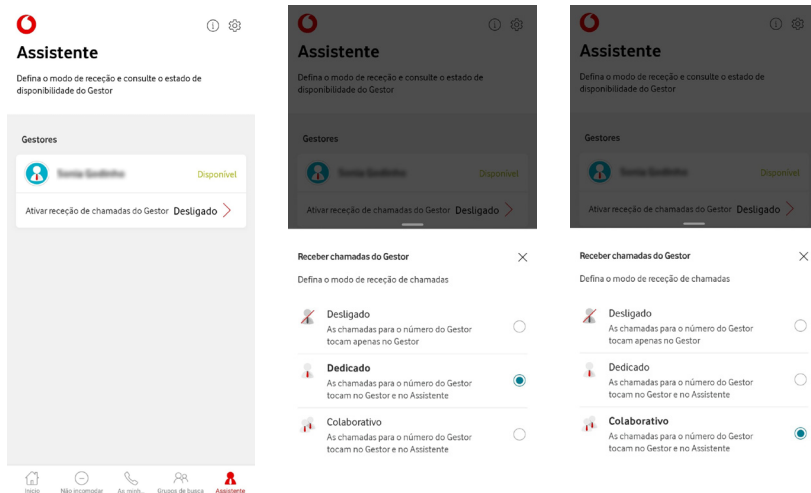 Assistente
Defina o modo de receção e consulte o estado de
disponibilidade do Gestor
Gestores
Disponível
Ativar receção de chamadas do Gestor Desligado
Início
Não incomodar
Grupos de busca
Assistente
Assistente
Defina o modo de receção e consulte o estado de
disponibilidade do Gestor
Gestores
Disponível
Ativar receção de chamadas do Gestor Desligado
Receber chamadas do Gestor
Defina o modo de receção de chamadas
Desligado
As chamadas para o número do Gestor
tocam apenas no Gestor
Dedicado
As chamadas para o número do Gestor
tocam no Gestor e no Assistente
Colaborativo
As chamadas para o número do Gestor
tocam no Gestor e no Assistente
Assistente
Defina o modo de receção e consulte o estado de
disponibilidade do Gestor
Gestores
Disponível
Ativar receção de chamadas do Gestor Desligado
Receber chamadas do Gestor
Defina o modo de receção de chamadas
Desligado
As chamadas para o número do Gestor
tocam apenas no Gestor
Dedicado
As chamadas para o número do Gestor
tocam no Gestor e no Assistente
Colaborativo
As chamadas para o número do Gestor
tocam no Gestor e no Assistente